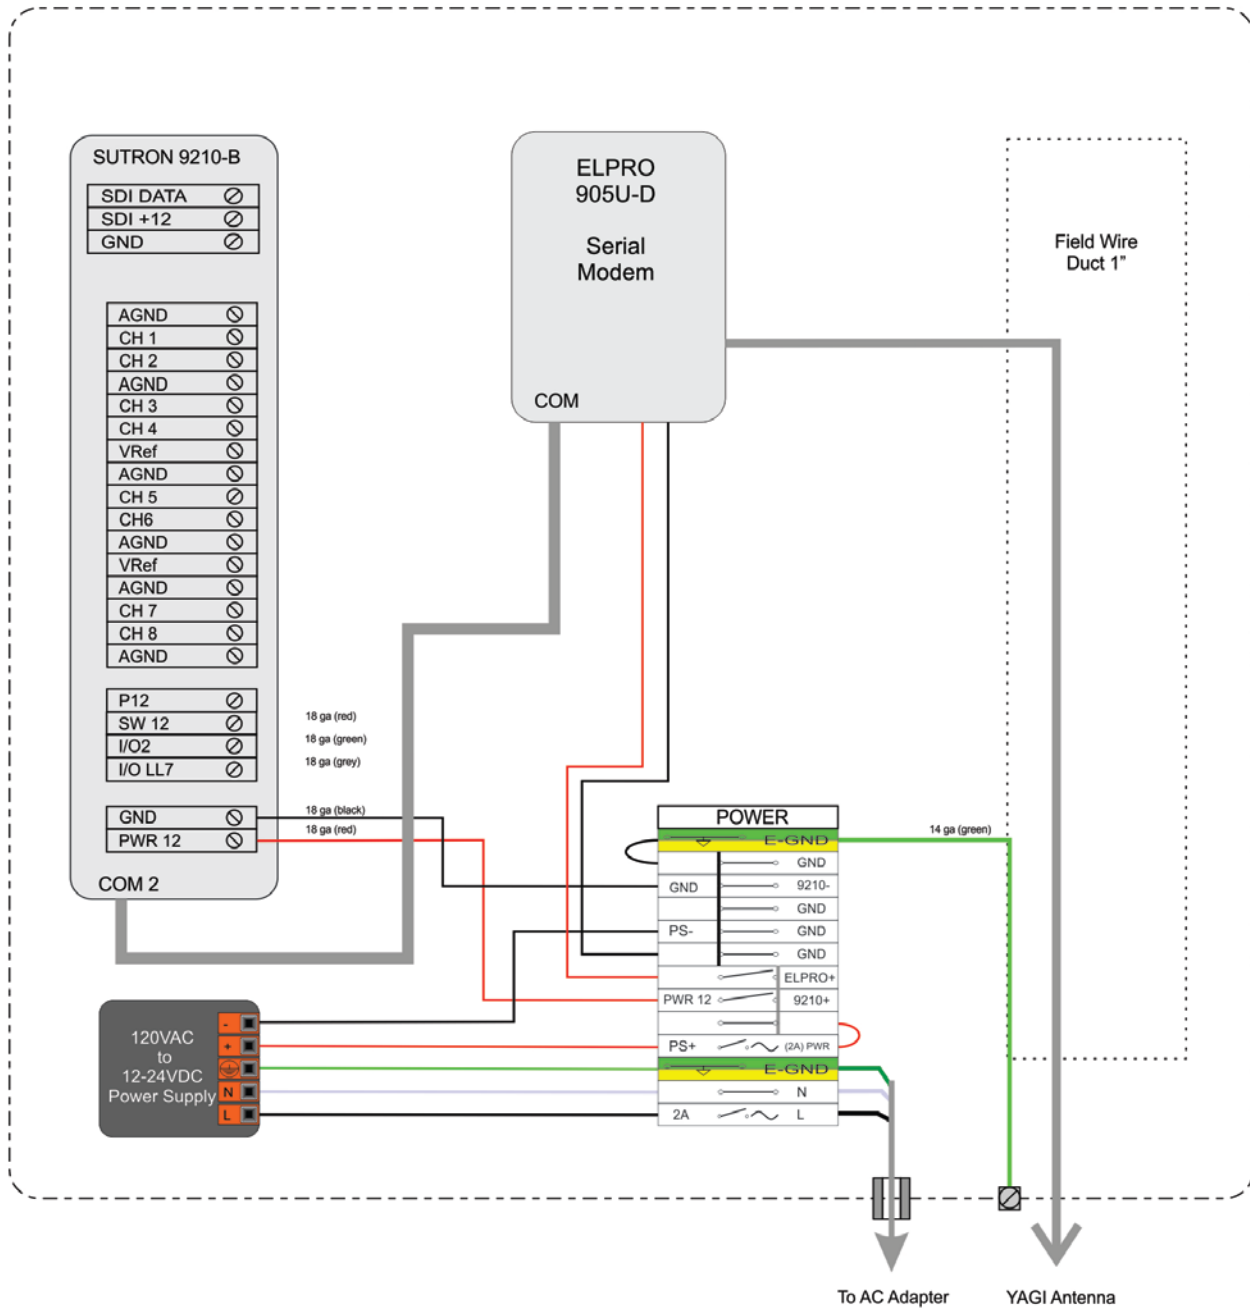 SUTRON 9210-B
SDI DATA
SDI +12
GND
AGND
CH 1
CH 2
AGND
CH 3
CH 4
VRef
AGND
CH 5
CH6
AGND
VRef
AGND
CH 7
CH 8
AGND
P12
SW 12
I/O2
I/O LL7
GND
PWR 12
COM 2
18 ga (red)
18 ga (green)
18 ga (grey)
18 ga (black)
18 ga (red)
ELPRO
905U-D
Serial
Modem
COM
Field Wire
Duct 1”
POWER
E-GND
GND
GND 9210-
GND
PS- GND
GND
ELPRO+
PWR 12 9210+
PS+ (2A) PWR
E-GND
N
2A L
14 ga (green)
120VAC
to
12-24VDC
Power Supply
-
+
N
L
To AC Adapter
YAGI Antenna